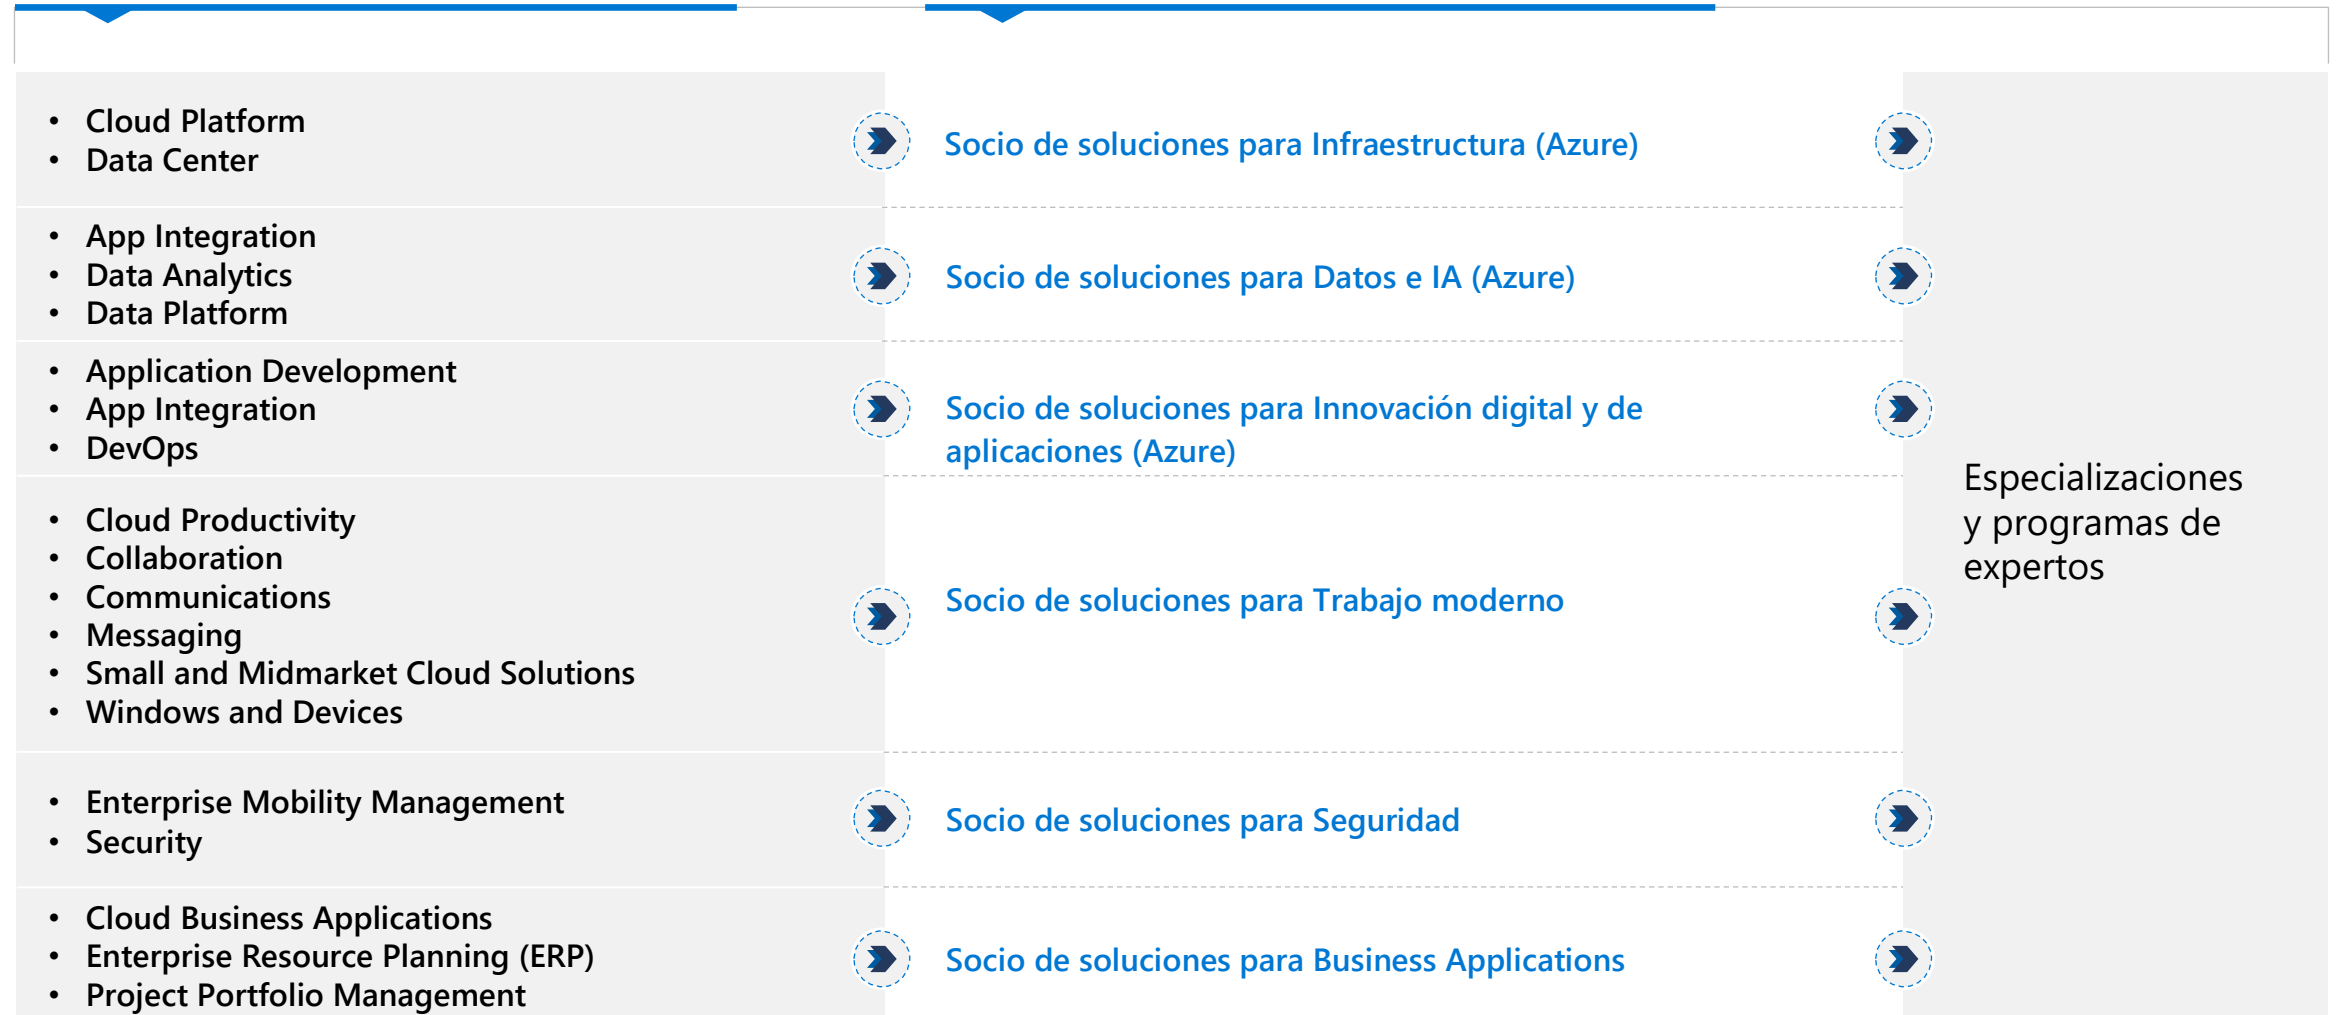 • Cloud Platform
• Data Center
Socio de soluciones para Infraestructura (Azure)
• App Integration
• Data Analytics
• Data Platform
Socio de soluciones para Datos e IA (Azure)
• Application Development
• App Integration
• DevOps
Socio de soluciones para Innovación digital y de
aplicaciones (Azure)
• Cloud Productivity
• Collaboration
• Communications
• Messaging
• Small and Midmarket Cloud Solutions
• Windows and Devices
Socio de soluciones para Trabajo moderno
• Enterprise Mobility Management
• Security
Socio de soluciones para Seguridad
• Cloud Business Applications
• Enterprise Resource Planning (ERP)
• Project Portfolio Management
Socio de soluciones para Business Applications
Especializaciones
y programas de
expertos